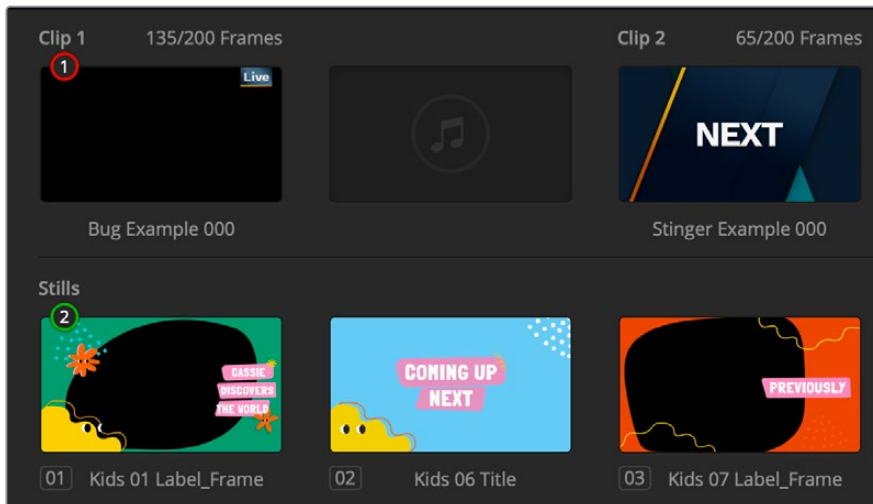 Clip 1 135/200 Frames Clip 2 65/200 Frames
1
Live
NEXT
Bug Example 000 Stinger Example 000
Stills
2
CASSIE
DISCOVERS
THE WORLD
COMING UP
NEXT
PREVIOUSLY
01 Kids 01 Label_Frame 02 Kids 06 Title 03 Kids 07 Label_Frame